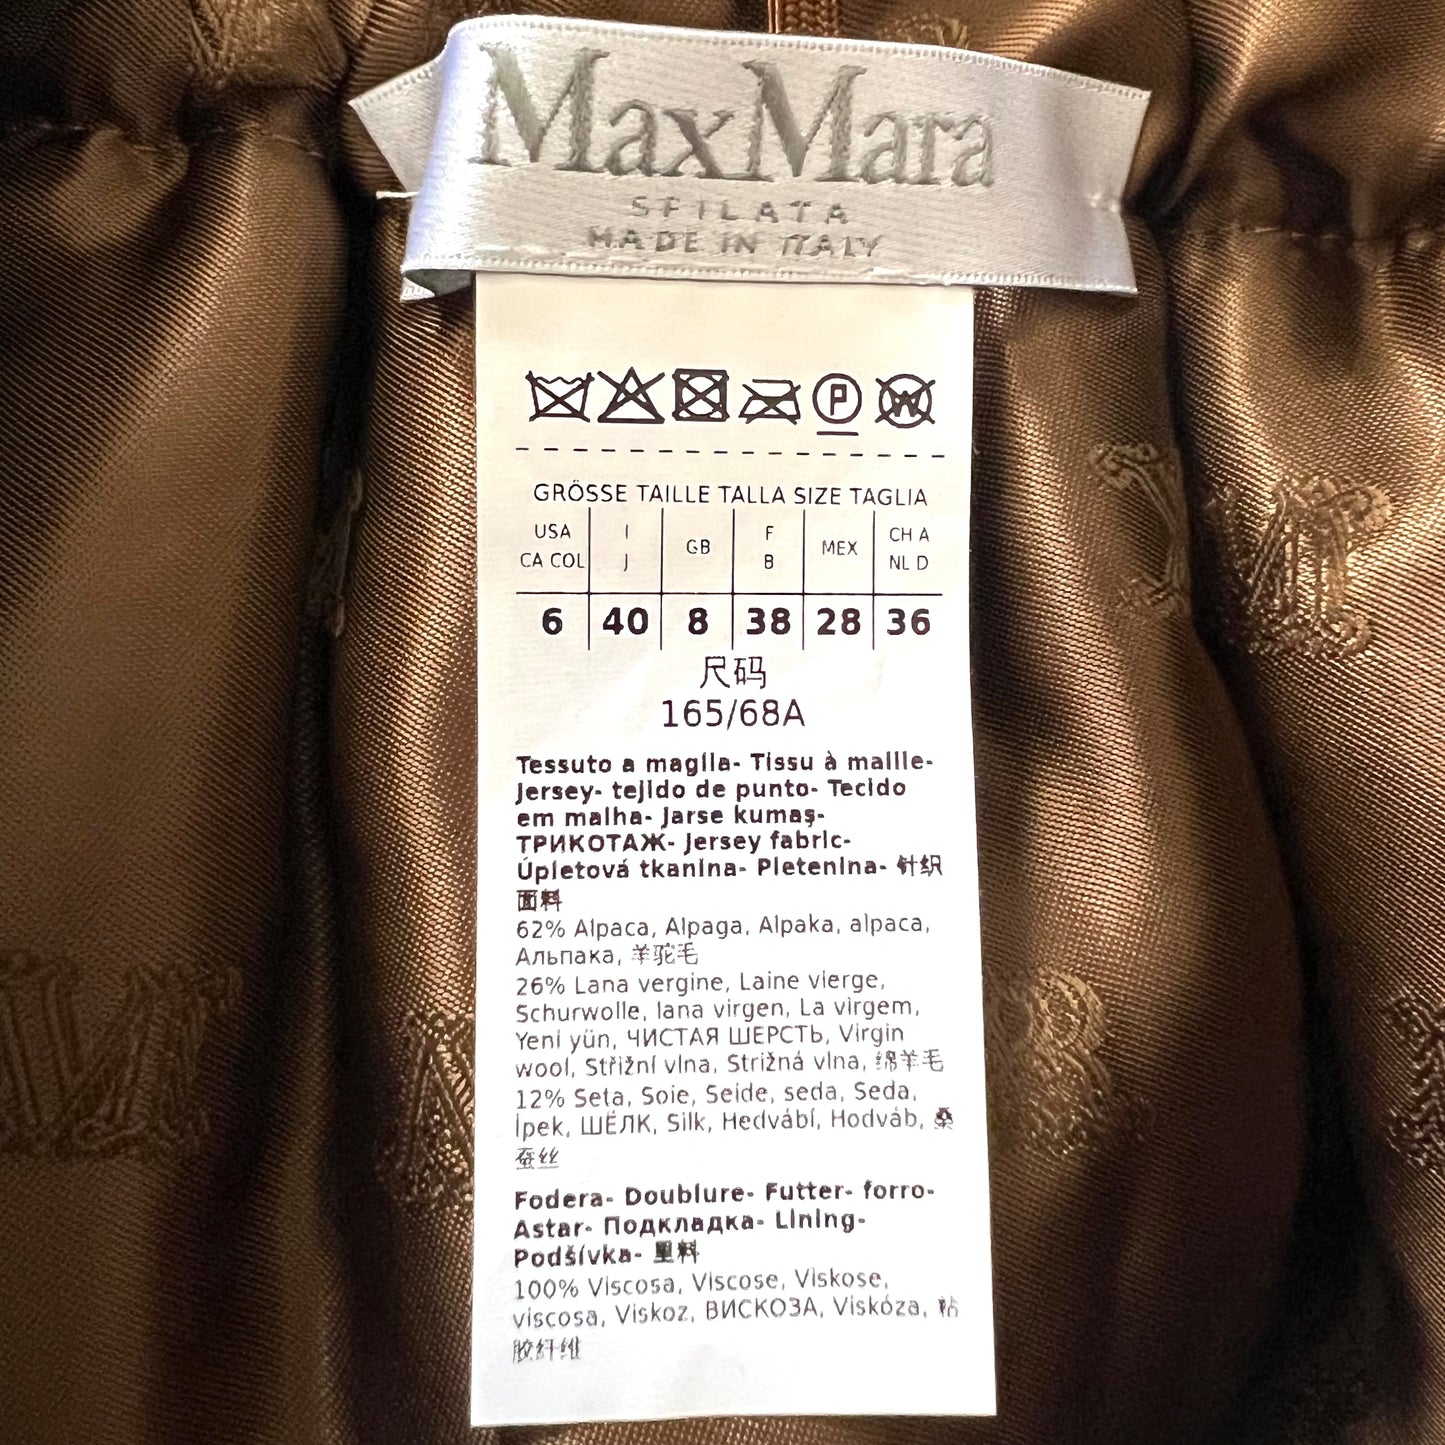 MaxMara
SFILATA
MADE IN ITALY
P
W
GRÖSSE TAILLE TALLA SIZE TAGLIA
USA I GB F MEX CH A
CA COL J B NL D
6 40 8 38 28 36
尺码
165/68A
Tessuto a maglia- Tissu à maille-
Jersey- tejido de punto- Tecido
em malha- Jarse kumaş-
ТРИКОТАЖ- Jersey fabric-
Úpletová tkanina- Pletenina- 针织
面料
62% Alpaca, Alpaga, Alpaka, alpaca,
Альпака, 羊驼毛
26% Lana vergine, Laine vierge,
Schurwolle, lana virgen, La virgem,
Yeni yün, ЧИСТАЯ ШЕРСТЬ, Virgin
wool, Střižní vlna, Strižná vlna, 绵羊毛
12% Seta, Soie, Seide, seda, Seda,
İpek, ШЁЛК, Silk, Hedvábí, Hodváb, 桑
蚕丝
Fodera- Doublure- Futter- forro-
Astar- Подкладка- Lining-
Podšívka- 里料
100% Viscosa, Viscose, Viskose,
viscosa, Viskoz, ВИСКОЗА, Viskóza, 粘
胶纤维